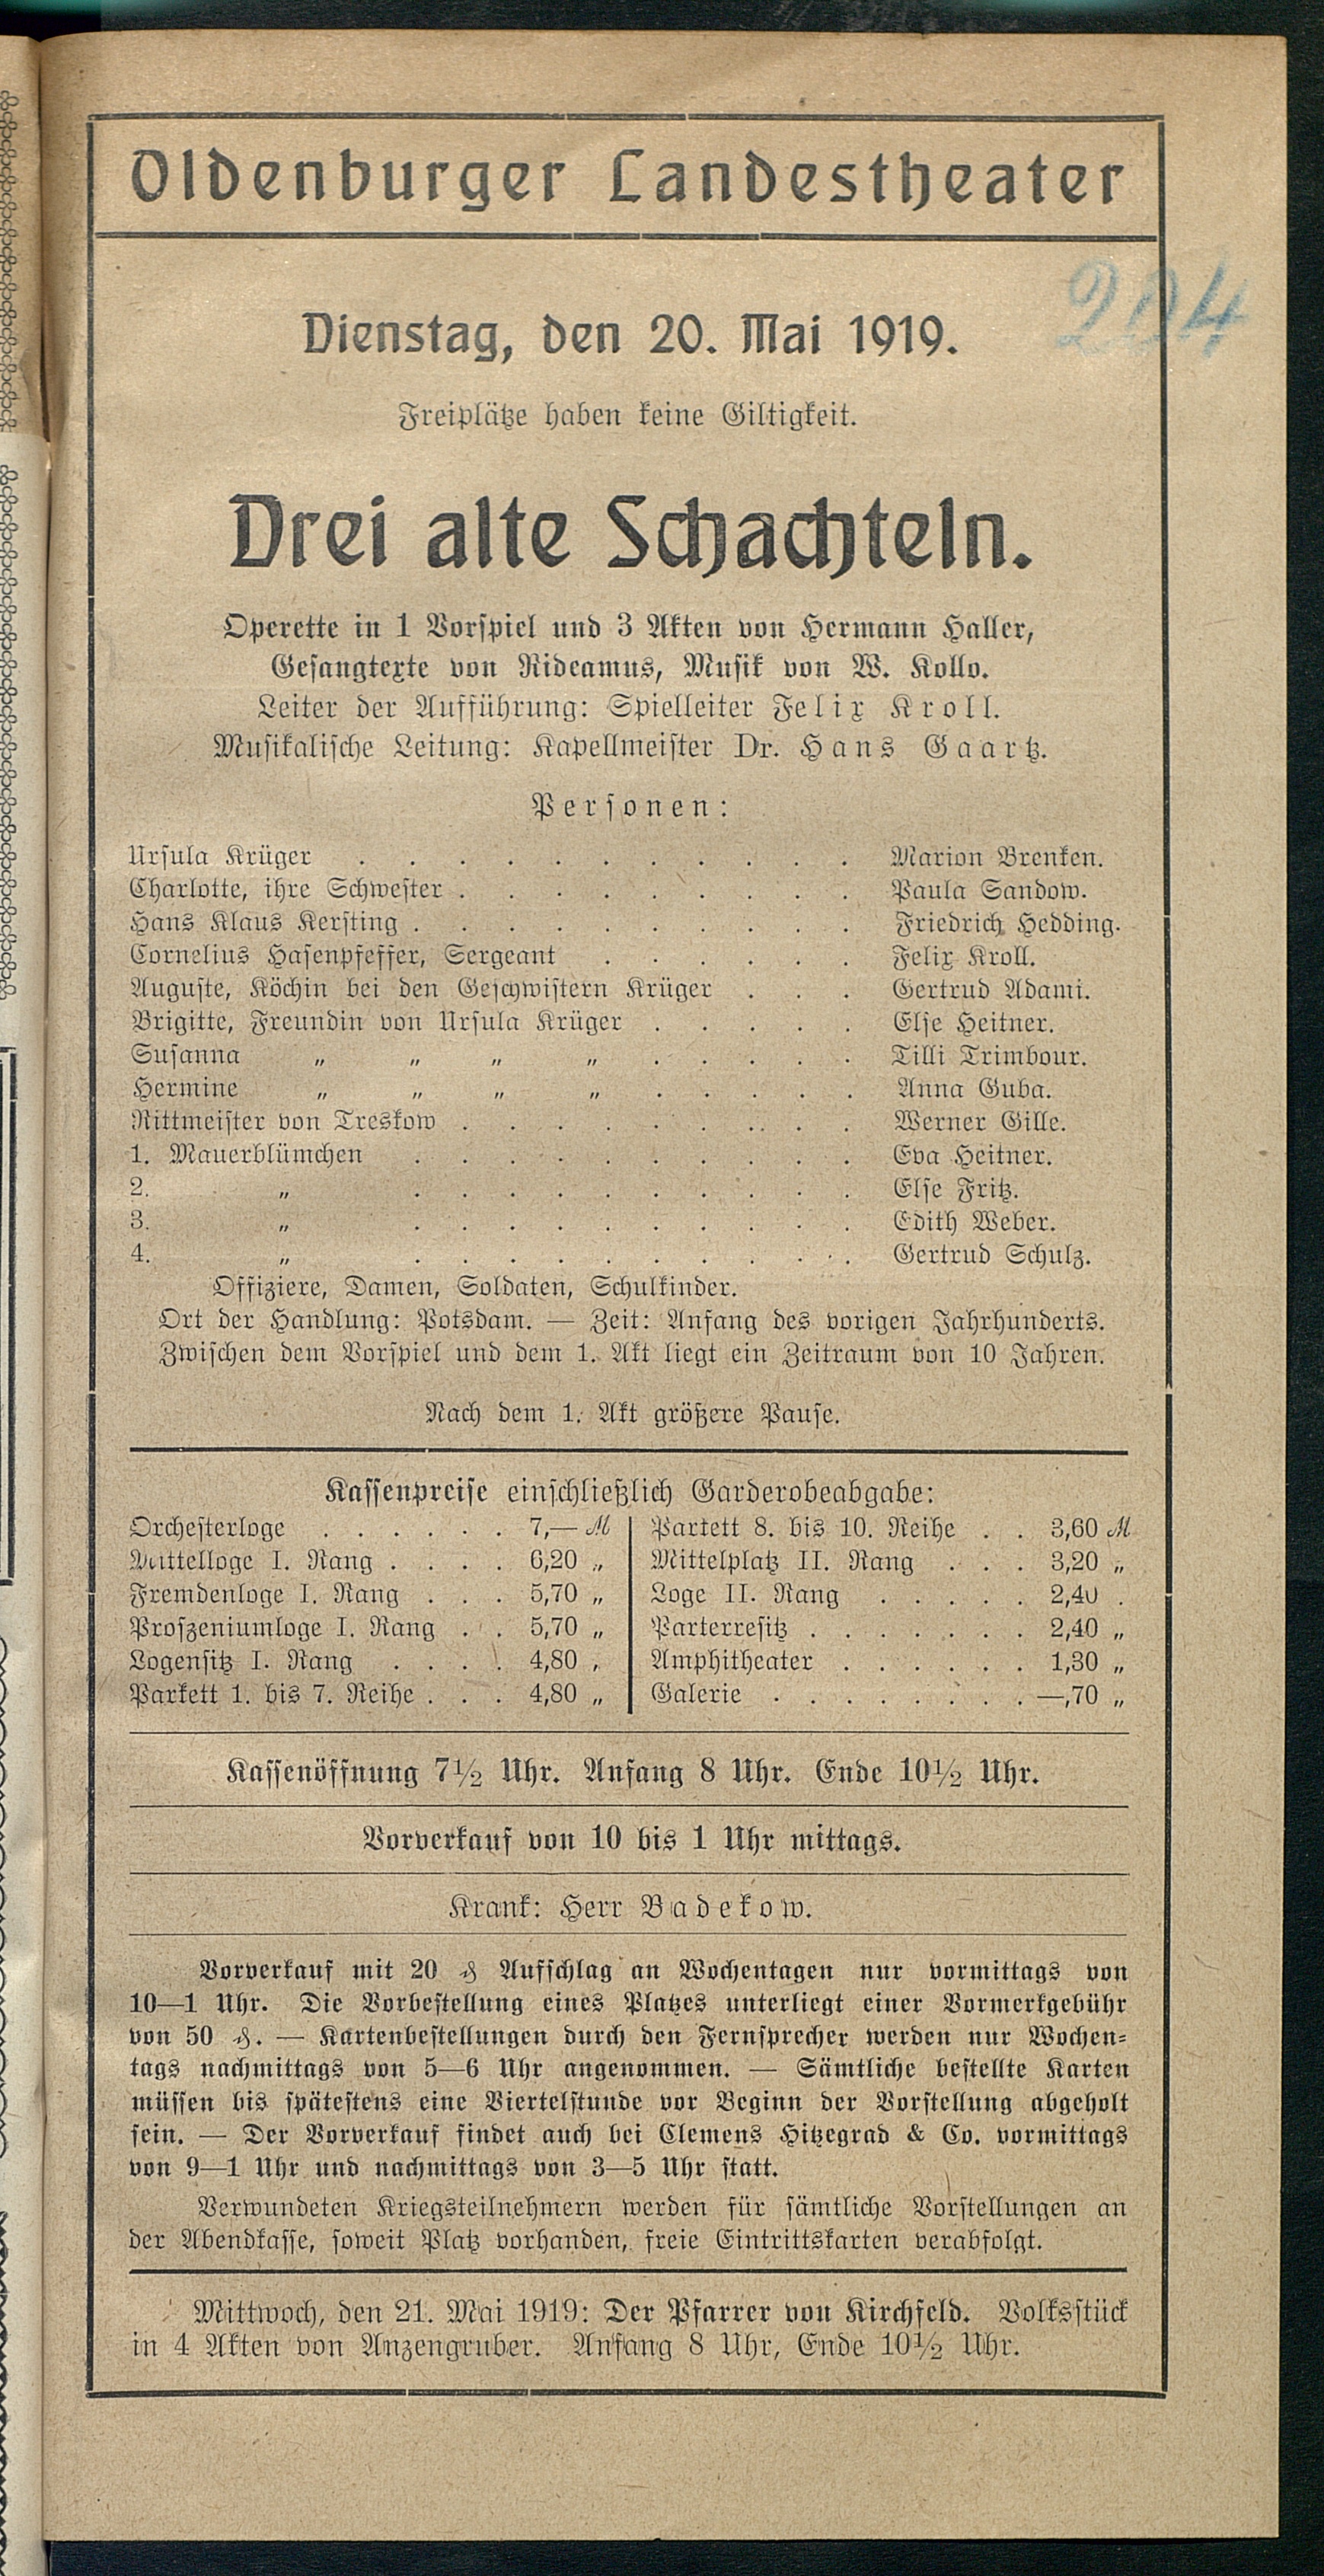 Oldenburger Landestheater
204
Dienstag, den 20. Mai 1919.
Freiplätze haben keine Giltigkeit.
Drei alte Schachteln.
Operette in 1 Vorspiel und 3 Akten von Hermann Haller,
Gesangtexte von Rideamus, Musik von W. Kollo.
Leiter der Aufführung: Spielleiter Felix Kroll.
Musikalische Leitung: Kapellmeister Dr. Hans Gaartz.
Personen:
Ursula Krüger . . . . . . . . . . . Marion Brenken.
Charlotte, ihre Schwester . . . . . . . . . Paula Sandow.
Hans Klaus Kersting . . . . . . . . . . Friedrich Hedding.
Cornelius Hasenpfeffer, Sergeant . . . . . . Felix Kroll.
Auguste, Köchin bei den Geschwistern Krüger . . . Gertrud Adami.
Brigitte, Freundin von Ursula Krüger . . . . . Else Heitner.
Susanna „ „ „ „ . . . . . Tilli Trimbour.
Hermine „ „ „ „ . . . . . Anna Guba.
Rittmeister von Treskow . . . . . . . . . Werner Gille.
1. Mauerblümchen . . . . . . . . . . Eva Heitner.
2. „ . . . . . . . . . . Else Fritz.
3. „ . . . . . . . . . . Edith Weber.
4. „ . . . . . . . . . . Gertrud Schulz.
Offiziere, Damen, Soldaten, Schulkinder.
Ort der Handlung: Potsdam. — Zeit: Anfang des vorigen Jahrhunderts.
Zwischen dem Vorspiel und dem 1. Akt liegt ein Zeitraum von 10 Jahren.
Nach dem 1. Akt größere Pause.
Kassenpreise einschließlich Garderobeabgabe:
Orchesterloge . . . . . . 7,— ℳ
Mittelloge I. Rang . . . . 6,20 „
Fremdenloge I. Rang . . . 5,70 „
Proszeniumloge I. Rang . . 5,70 „
Logensitz I. Rang . . . . 4,80 „
Parkett 1. bis 7. Reihe . . . 4,80 „
Parkett 8. bis 10. Reihe . . 3,60 ℳ
Mittelplatz II. Rang . . . 3,20 „
Loge II. Rang . . . . . 2,40 .
Parterresitz . . . . . . . 2,40 „
Amphitheater . . . . . . 1,30 „
Galerie . . . . . . . . —,70 „
Kassenöffnung 7½ Uhr. Anfang 8 Uhr. Ende 10½ Uhr.
Vorverkauf von 10 bis 1 Uhr mittags.
Krank: Herr Badekow.
Vorverkauf mit 20 ₰ Aufschlag an Wochentagen nur vormittags von
10—1 Uhr. Die Vorbestellung eines Platzes unterliegt einer Vormerkgebühr
von 50 ₰. — Kartenbestellungen durch den Fernsprecher werden nur Wochen-
tags nachmittags von 5—6 Uhr angenommen. — Sämtliche bestellte Karten
müssen bis spätestens eine Viertelstunde vor Beginn der Vorstellung abgeholt
sein. — Der Vorverkauf findet auch bei Clemens Hitzegrad & Co. vormittags
von 9—1 Uhr und nachmittags von 3—5 Uhr statt.
Verwundeten Kriegsteilnehmern werden für sämtliche Vorstellungen an
der Abendkasse, soweit Platz vorhanden, freie Eintrittskarten verabfolgt.
Mittwoch, den 21. Mai 1919: Der Pfarrer von Kirchfeld. Volksstück
in 4 Akten von Anzengruber. Anfang 8 Uhr, Ende 10½ Uhr.